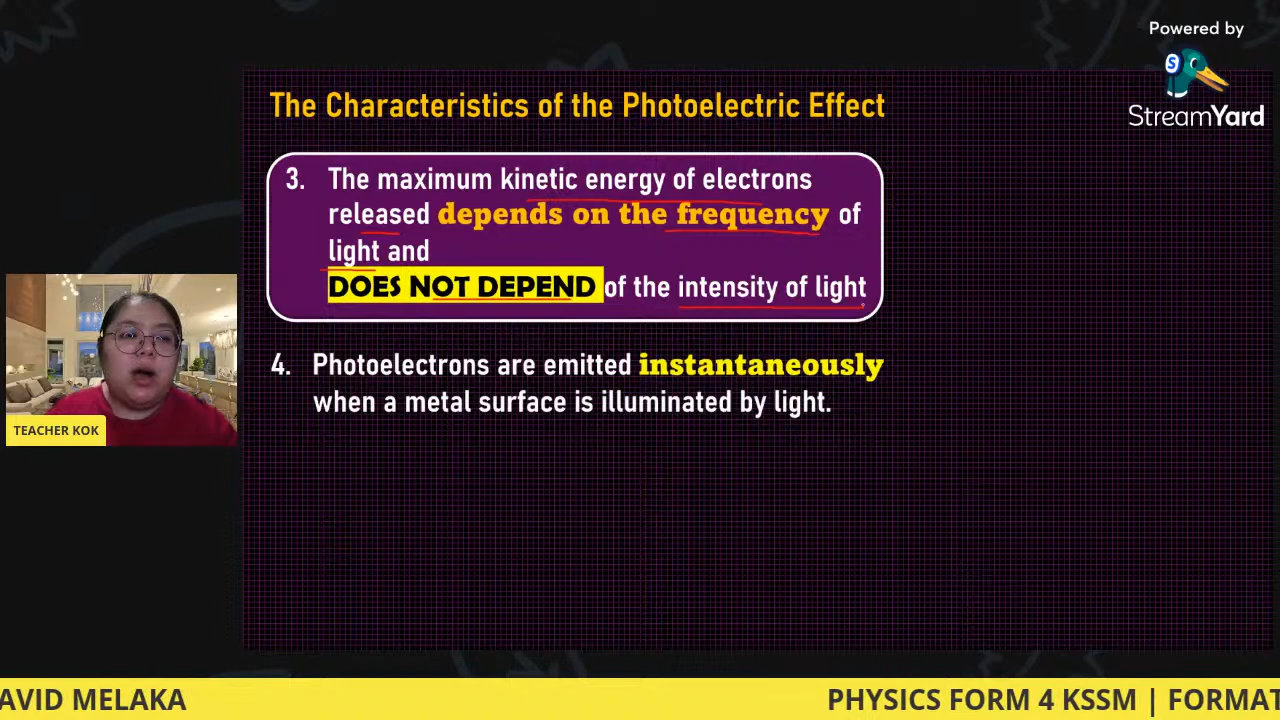 Powered by
StreamYard
The Characteristics of the Photoelectric Effect
3. The maximum kinetic energy of electrons
released depends on the frequency of
light and
DOES NOT DEPEND of the intensity of light
4. Photoelectrons are emitted instantaneously
when a metal surface is illuminated by light.
TEACHER KOK
AVID MELAKA
PHYSICS FORM 4 KSSM | FORMAT